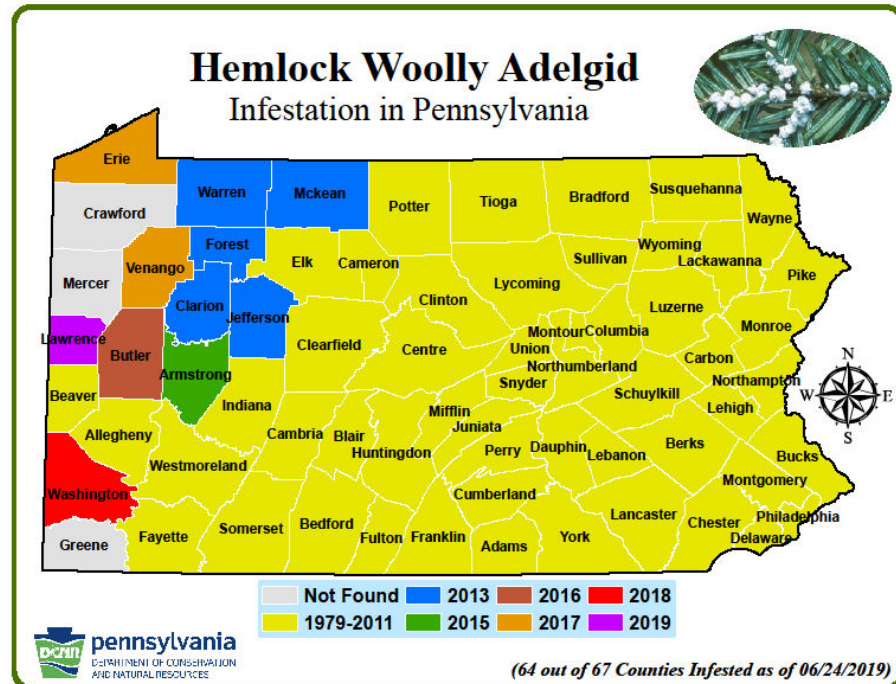 Hemlock Woolly Adelgid
Infestation in Pennsylvania
Erie
Warren
Mckean
Potter
Tioga
Bradford
Susquehanna
Crawford
Wayne
Forest
Wyoming
Venango
Elk
Cameron
Sullivan
Lackawanna
Mercer
Lycoming
Pike
Clarion
Clinton
Luzerne
Jefferson
Lawrence
Butler
Clearfield
Centre
Montour
Columbia
Monroe
Union
Carbon
Armstrong
Northumberland
Snyder
Northampton
Beaver
Indiana
Schuylkill
Lehigh
Mifflin
Allegheny
Cambria
Blair
Juniata
Huntingdon
Perry
Dauphin
Lebanon
Berks
Bucks
Westmoreland
Montgomery
Washington
Cumberland
Lancaster
Philadelphia
Somerset
Bedford
Chester
Greene
Fayette
Fulton
Franklin
Adams
York
Delaware
N
W
E
S
Not Found
2013
2016
2018
1979-2011
2015
2017
2019
DCNR
pennsylvania
DEPARTMENT OF CONSERVATION
AND NATURAL RESOURCES
(64 out of 67 Counties Infested as of 06/24/2019)